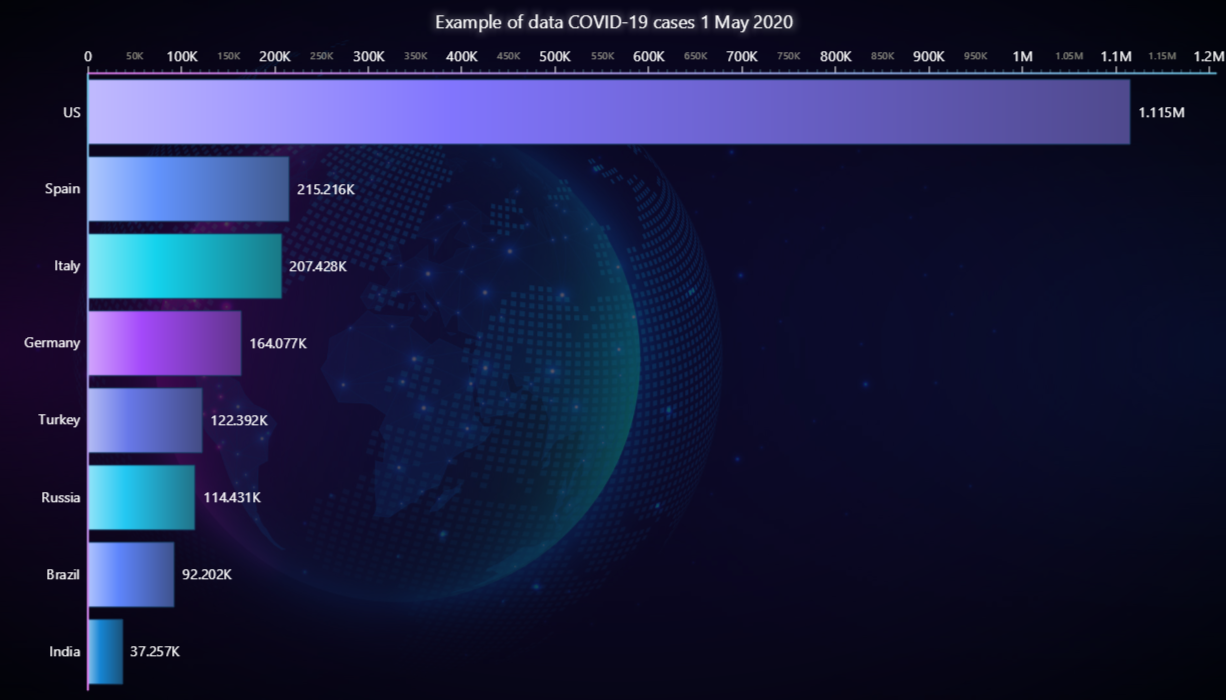 Example of data COVID-19 cases 1 May 2020
0 50K 100K 150K 200K 250K 300K 350K 400K 450K 500K 550K 600K 650K 700K 750K 800K 850K 900K 950K 1M 1.05M 1.1M 1.15M 1.2M
US 1.115M
Spain 215.216K
Italy 207.428K
Germany 164.077K
Turkey 122.392K
Russia 114.431K
Brazil 92.202K
India 37.257K